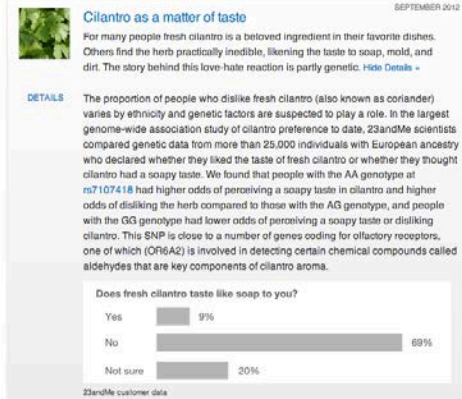 SEPTEMBER 2012
Cilantro as a matter of taste
For many people fresh cilantro is a beloved ingredient in their favorite dishes.
Others find the herb practically inedible, likening the taste to soap, mold, and
dirt. The story behind this love-hate reaction is partly genetic. Hide Details «
DETAILS
The proportion of people who dislike fresh cilantro (also known as coriander)
varies by ethnicity and genetic factors are suspected to play a role. In the largest
genome-wide association study of cilantro preference to date, 23andMe scientists
compared genetic data from more than 25,000 individuals with European ancestry
who declared whether they liked the taste of fresh cilantro or whether they thought
cilantro had a soapy taste. We found that people with the AA genotype at
rs7107418 had higher odds of perceiving a soapy taste in cilantro and higher
odds of disliking the herb compared to those with the AG genotype, and people
with the GG genotype had lower odds of perceiving a soapy taste or disliking
cilantro. This SNP is close to a number of genes coding for olfactory receptors,
one of which (OR6A2) is involved in detecting certain chemical compounds called
aldehydes that are key components of cilantro aroma.
Does fresh cilantro taste like soap to you?
Yes 9%
No 69%
Not sure 20%
23andMe customer data